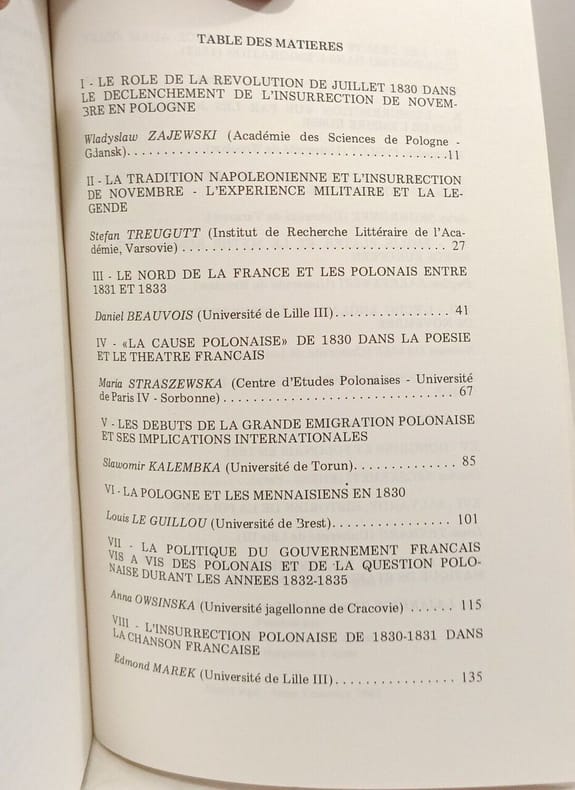 TABLE DES MATIERES
I - LE ROLE DE LA REVOLUTION DE JUILLET 1830 DANS
LE DECLENCHEMENT DE L'INSURRECTION DE NOVEM-
BRE EN POLOGNE
Wladyslaw ZAJEWSKI (Académie des Sciences de Pologne -
Gdansk). . . . . . . . . . . . . . . . . . . . . . . . . . . . . . . . . . . . . . . . .11
II - LA TRADITION NAPOLEONIENNE ET L'INSURRECTION
DE NOVEMBRE - L'EXPERIENCE MILITAIRE ET LA LE-
GENDE
Stefan TREUGUTT (Institut de Recherche Littéraire de l'Aca-
démie, Varsovie) . . . . . . . . . . . . . . . . . . . . . . . . . . . . . . . . . . 27
III - LE NORD DE LA FRANCE ET LES POLONAIS ENTRE
1831 ET 1833
Daniel BEAUVOIS (Université de Lille III). . . . . . . . . . . . . . . . 41
IV - «LA CAUSE POLONAISE» DE 1830 DANS LA POESIE
ET LE THEATRE FRANCAIS
Maria STRASZEWSKA (Centre d'Etudes Polonaises - Université
de Paris IV - Sorbonne). . . . . . . . . . . . . . . . . . . . . . . . . . . . . 67
V - LES DEBUTS DE LA GRANDE EMIGRATION POLONAISE
ET SES IMPLICATIONS INTERNATIONALES
Slawomir KALEMBKA (Université de Torun). . . . . . . . . . . . . . 85
VI - LA POLOGNE ET LES MENNAISIENS EN 1830
Louis LE GUILLOU (Université de Brest). . . . . . . . . . . . . . . . 101
VII - LA POLITIQUE DU GOUVERNEMENT FRANCAIS
VIS A VIS DES POLONAIS ET DE LA QUESTION POLO-
NAISE DURANT LES ANNEES 1832-1835
Anna OWSINSKA (Université jagellonne de Cracovie) . . . . . . 115
VIII - L'INSURRECTION POLONAISE DE 1830-1831 DANS
LA CHANSON FRANCAISE
Edmond MAREK (Université de Lille III). . . . . . . . . . . . . . . . 135